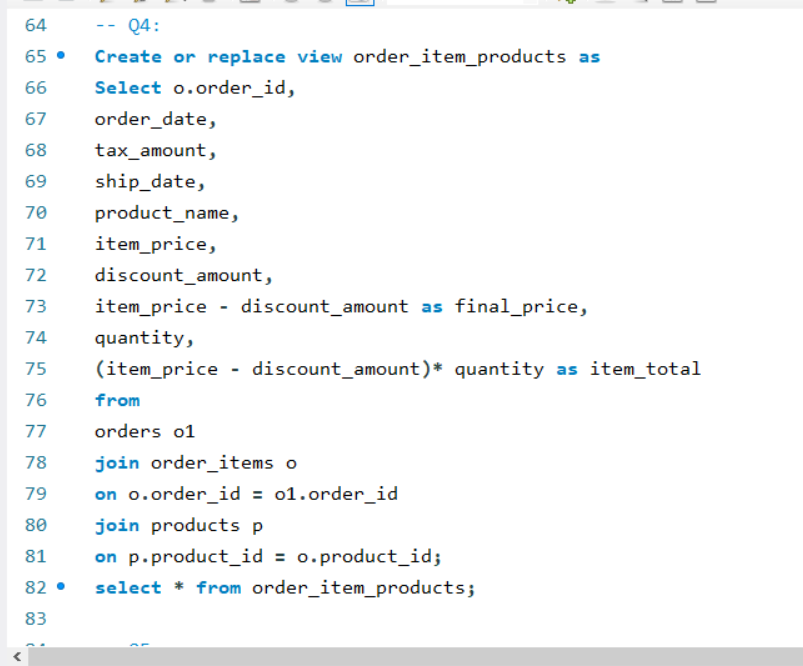 64 -- Q4:
65 Create or replace view order_item_products as
66 Select o.order_id,
67 order_date,
68 tax_amount,
69 ship_date,
70 product_name,
71 item_price,
72 discount_amount,
73 item_price - discount_amount as final_price,
74 quantity,
75 (item_price - discount_amount)* quantity as item_total
76 from
77 orders o1
78 join order_items o
79 on o.order_id = o1.order_id
80 join products p
81 on p.product_id = o.product_id;
82 select * from order_item_products;
83